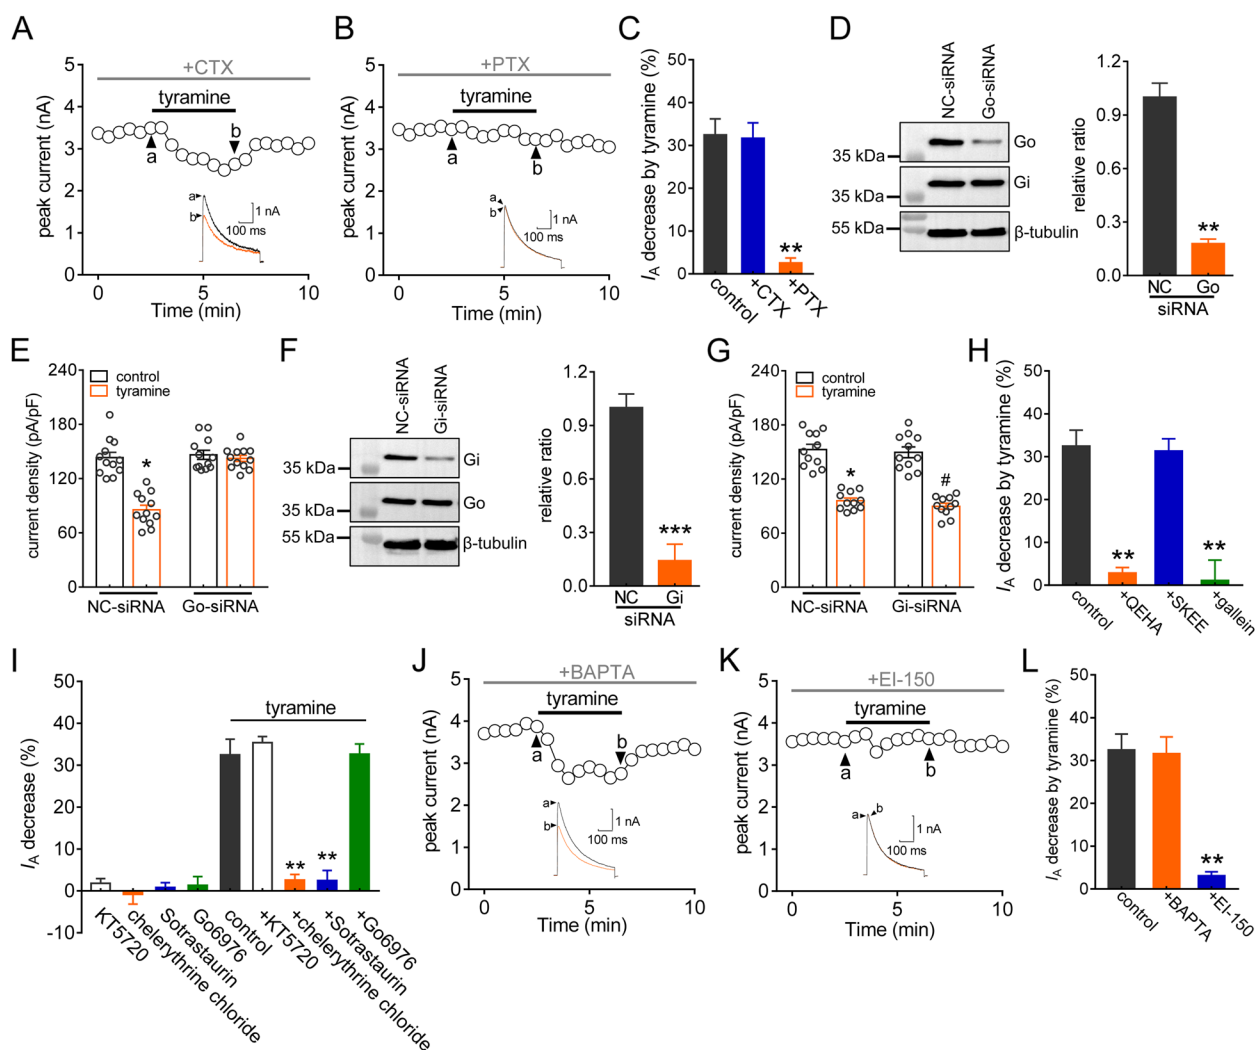 A
+CTX
tyramine
peak current (nA)
5
4
3
2
1
0
a
b
a
b
1 nA
100 ms
0
5
10
Time (min)
B
+PTX
tyramine
peak current (nA)
5
4
3
2
1
0
a
b
a
b
1 nA
100 ms
0
5
10
Time (min)
C
I_A decrease by tyramine (%)
50
40
30
20
10
0
**
control
+CTX
+PTX
D
NC-siRNA
Go-siRNA
35 kDa
Go
35 kDa
Gi
55 kDa
β-tubulin
relative ratio
1.2
0.9
0.6
0.3
0.0
**
NC
Go
siRNA
E
current density (pA/pF)
240
180
120
60
0
control
tyramine
*
NC-siRNA
Go-siRNA
F
NC-siRNA
Gi-siRNA
35 kDa
Gi
35 kDa
Go
55 kDa
β-tubulin
relative ratio
1.2
0.9
0.6
0.3
0.0
***
NC
Gi
siRNA
G
current density (pA/pF)
240
180
120
60
0
control
tyramine
*
#
NC-siRNA
Gi-siRNA
H
I_A decrease by tyramine (%)
50
40
30
20
10
0
**
**
control
+QEHA
+SKEE
+gallein
I
I_A decrease (%)
50
40
30
20
10
0
-10
tyramine
**
**
KT5720
chelerythrine chloride
Sotrastaurin
Go6976
control
+KT5720
+chelerythrine chloride
+Sotrastaurin
+Go6976
J
+BAPTA
tyramine
peak current (nA)
5
4
3
2
1
0
a
b
a
b
1 nA
100 ms
0
5
10
Time (min)
K
+EI-150
tyramine
peak current (nA)
5
4
3
2
1
0
a
b
a
b
1 nA
100 ms
0
5
10
Time (min)
L
I_A decrease by tyramine (%)
50
40
30
20
10
0
**
control
+BAPTA
+EI-150